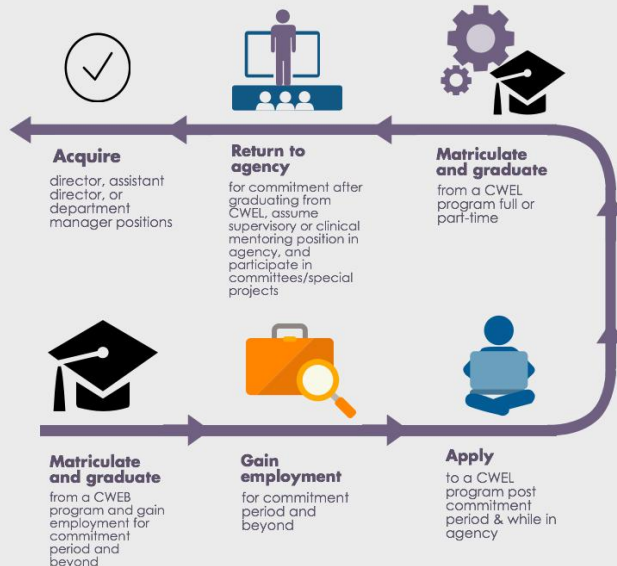 Acquire
director, assistant
director, or
department
manager positions
Return to
agency
for commitment after
graduating from
CWEL, assume
supervisory or clinical
mentoring position in
agency, and
participate in
committees/special
projects
Matriculate
and graduate
from a CWEL
program full or
part-time
Matriculate
and graduate
from a CWEB
program and gain
employment for
commitment
period and
beyond
Gain
employment
for commitment
period and
beyond
Apply
to a CWEL
program post
commitment
period & while in
agency